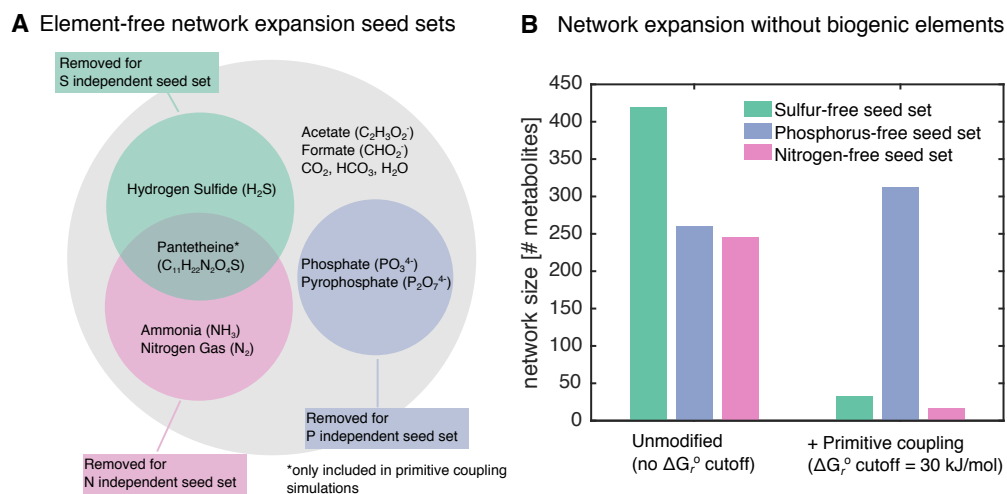 A Element-free network expansion seed sets
Removed for
S independent seed set
Acetate (C₂H₃O₂⁻)
Formate (CHO₂⁻)
CO₂, HCO₃, H₂O
Hydrogen Sulfide (H₂S)
Pantetheine*
(C₁₁H₂₂N₂O₄S)
Phosphate (PO₃⁴⁻)
Pyrophosphate (P₂O₇⁴⁻)
Ammonia (NH₃)
Nitrogen Gas (N₂)
Removed for
P independent seed set
Removed for
N independent seed set
*only included in primitive coupling
simulations
B Network expansion without biogenic elements
network size [# metabolites]
450
400
350
300
250
200
150
100
50
0
Sulfur-free seed set
Phosphorus-free seed set
Nitrogen-free seed set
Unmodified
(no ΔGᵣº cutoff)
+ Primitive coupling
(ΔGᵣº cutoff = 30 kJ/mol)